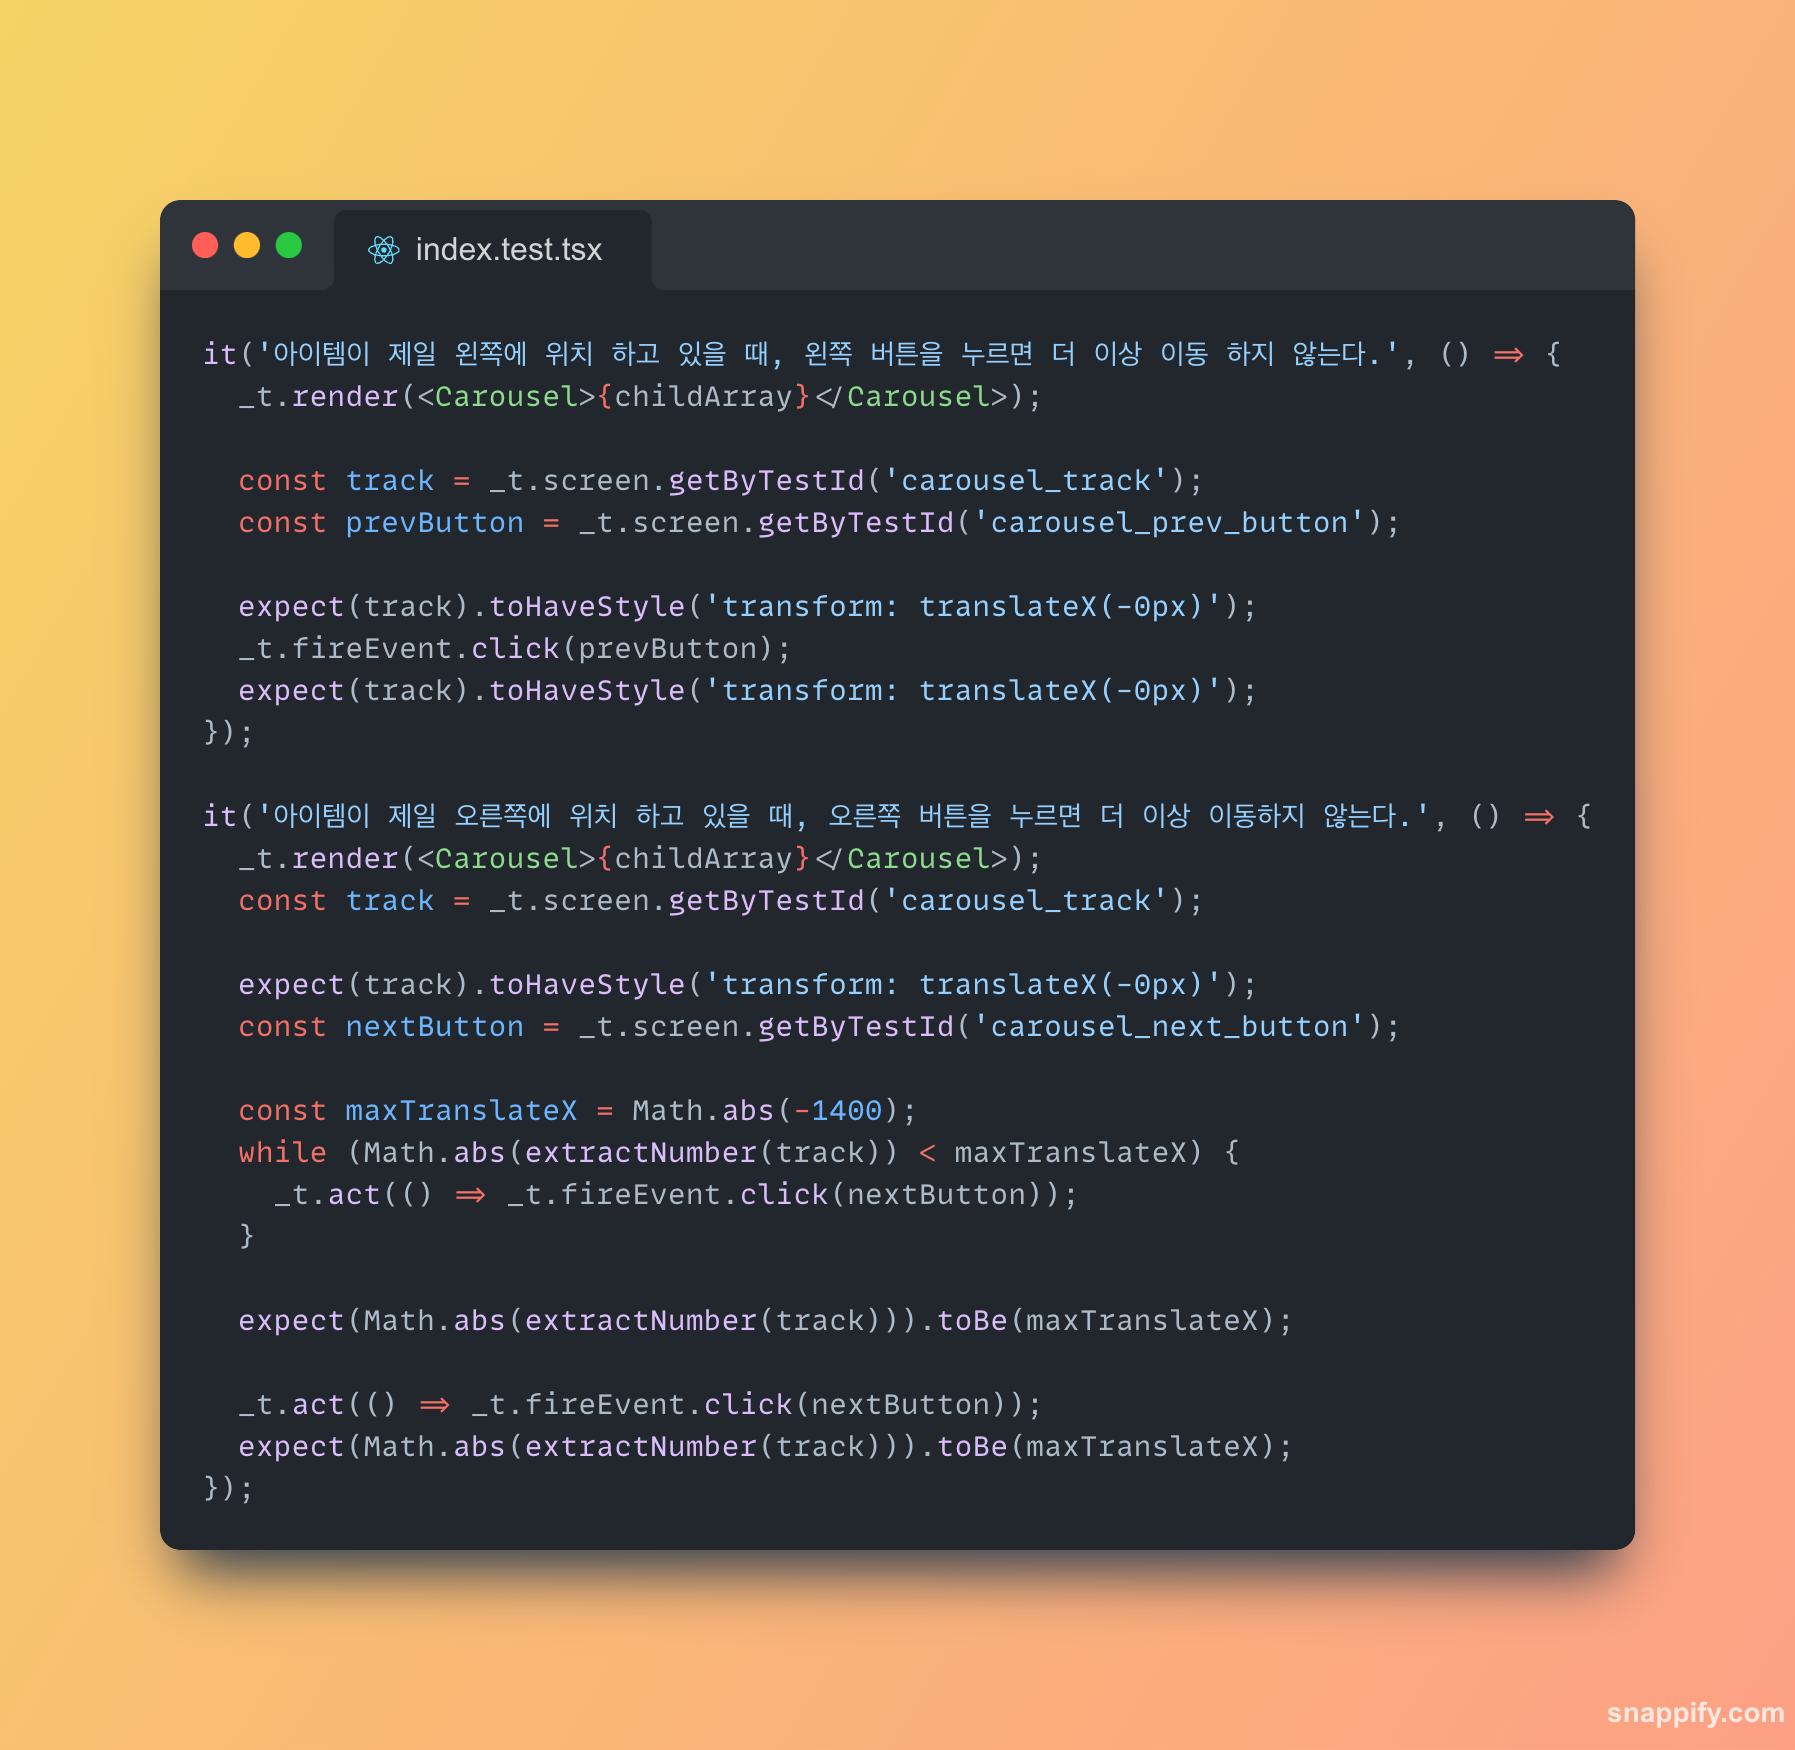 index.test.tsx
it('아이템이 제일 왼쪽에 위치 하고 있을 때, 왼쪽 버튼을 누르면 더 이상 이동 하지 않는다.', () => {
  _t.render(<Carousel>{childArray}</Carousel>);
  const track = _t.screen.getByTestId('carousel_track');
  const prevButton = _t.screen.getByTestId('carousel_prev_button');
  expect(track).toHaveStyle('transform: translateX(-0px)');
  _t.fireEvent.click(prevButton);
  expect(track).toHaveStyle('transform: translateX(-0px)');
});
it('아이템이 제일 오른쪽에 위치 하고 있을 때, 오른쪽 버튼을 누르면 더 이상 이동하지 않는다.', () => {
  _t.render(<Carousel>{childArray}</Carousel>);
  const track = _t.screen.getByTestId('carousel_track');
  expect(track).toHaveStyle('transform: translateX(-0px)');
  const nextButton = _t.screen.getByTestId('carousel_next_button');
  const maxTranslateX = Math.abs(-1400);
  while (Math.abs(extractNumber(track)) < maxTranslateX) {
    _t.act(() => _t.fireEvent.click(nextButton));
  }
  expect(Math.abs(extractNumber(track))).toBe(maxTranslateX);
  _t.act(() => _t.fireEvent.click(nextButton));
  expect(Math.abs(extractNumber(track))).toBe(maxTranslateX);
});
snappify.com